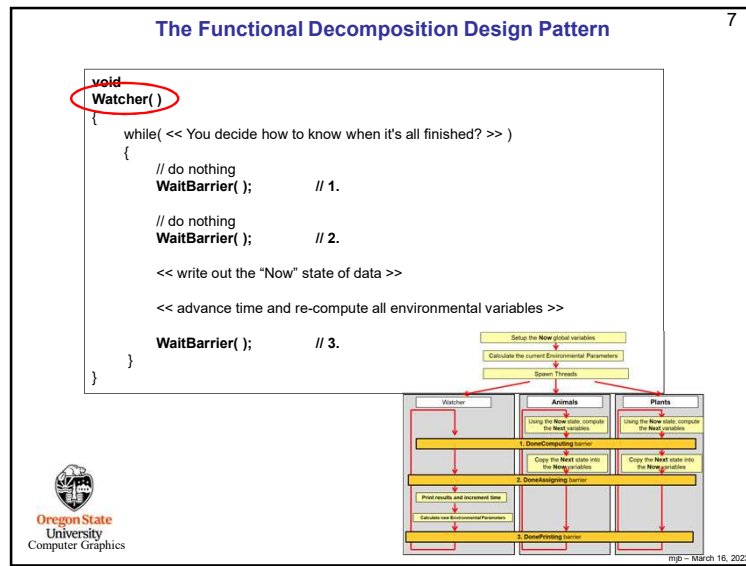 The Functional Decomposition Design Pattern
7
void
Watcher( )
{
while( << You decide how to know when it's all finished? >> )
{
// do nothing
WaitBarrier( ); // 1.
// do nothing
WaitBarrier( ); // 2.
<< write out the “Now” state of data >>
<< advance time and re-compute all environmental variables >>
WaitBarrier( ); // 3.
}
}
Setup the Now global variables
Calculate the current Environmental Parameters
Spawn Threads
Watcher
Animals
Plants
Using the Now state, compute
the Next variables
Using the Now state, compute
the Next variables
1. DoneComputing barrier
Copy the Next state into
the Now variables
Copy the Next state into
the Now variables
2. DoneAssigning barrier
Print results and increment time
Calculate new Environmental Parameters
3. DonePrinting barrier
Oregon State
University
Computer Graphics
mjb – March 16, 2023